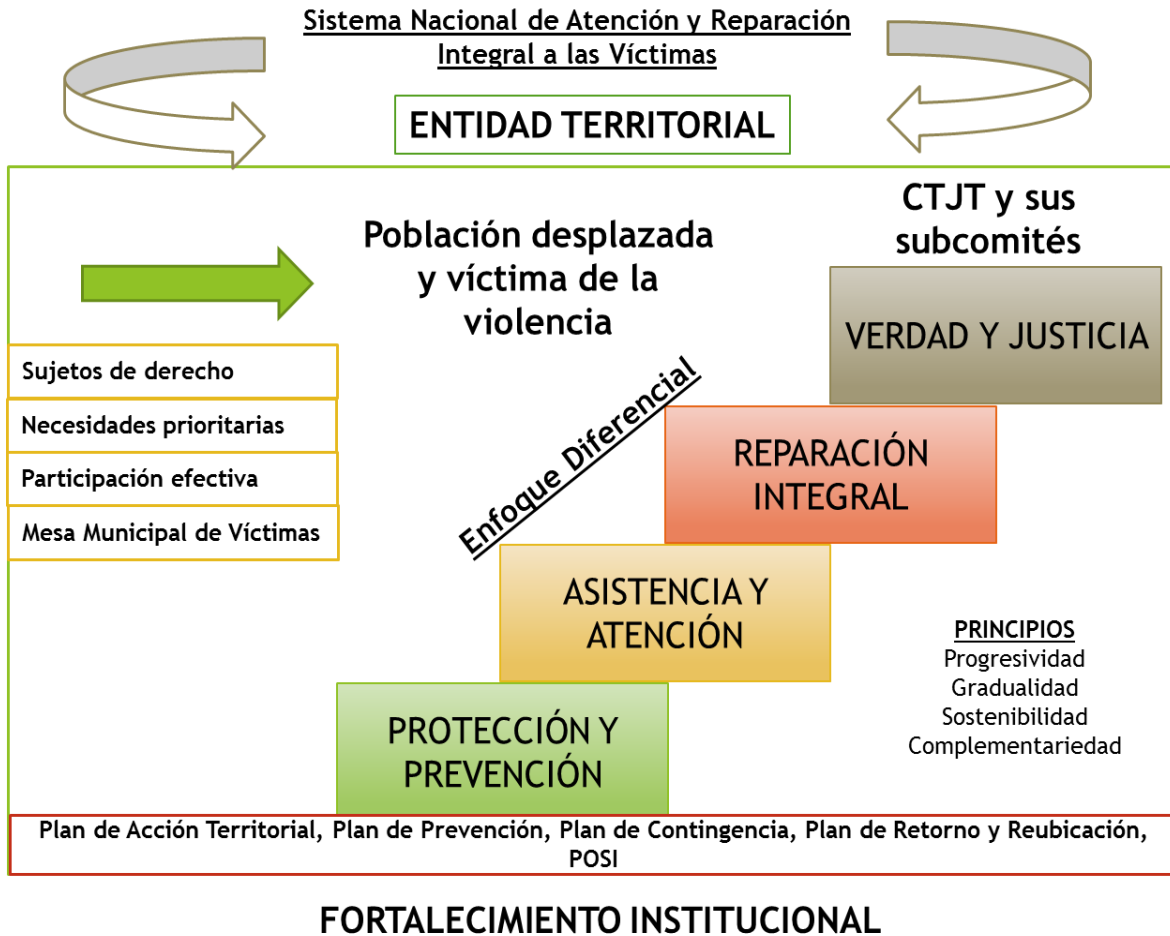 Sistema Nacional de Atención y Reparación
Integral a las Víctimas
ENTIDAD TERRITORIAL
CTJT y sus
subcomités
Población desplazada
y víctima de la
violencia
VERDAD Y JUSTICIA
Sujetos de derecho
Necesidades prioritarias
Participación efectiva
Mesa Municipal de Víctimas
Enfoque Diferencial
REPARACIÓN
INTEGRAL
ASISTENCIA Y
ATENCIÓN
PROTECCIÓN Y
PREVENCIÓN
PRINCIPIOS
Progresividad
Gradualidad
Sostenibilidad
Complementariedad
Plan de Acción Territorial, Plan de Prevención, Plan de Contingencia, Plan de Retorno y Reubicación,
POSI
FORTALECIMIENTO INSTITUCIONAL